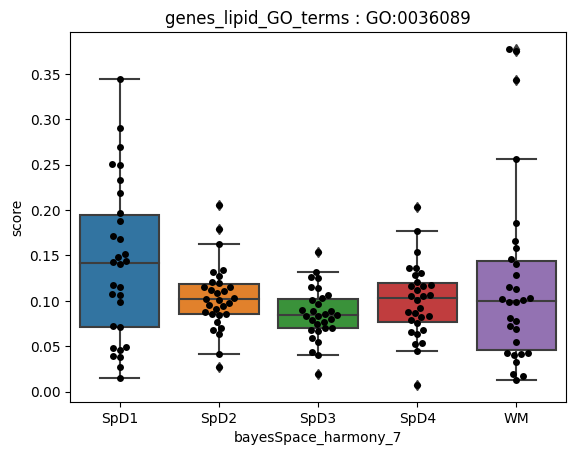 genes_lipid_GO_terms : GO:0036089
score
0.35
0.30
0.25
0.20
0.15
0.10
0.05
0.00
SpD1 SpD2 SpD3 SpD4 WM
bayesSpace_harmony_7